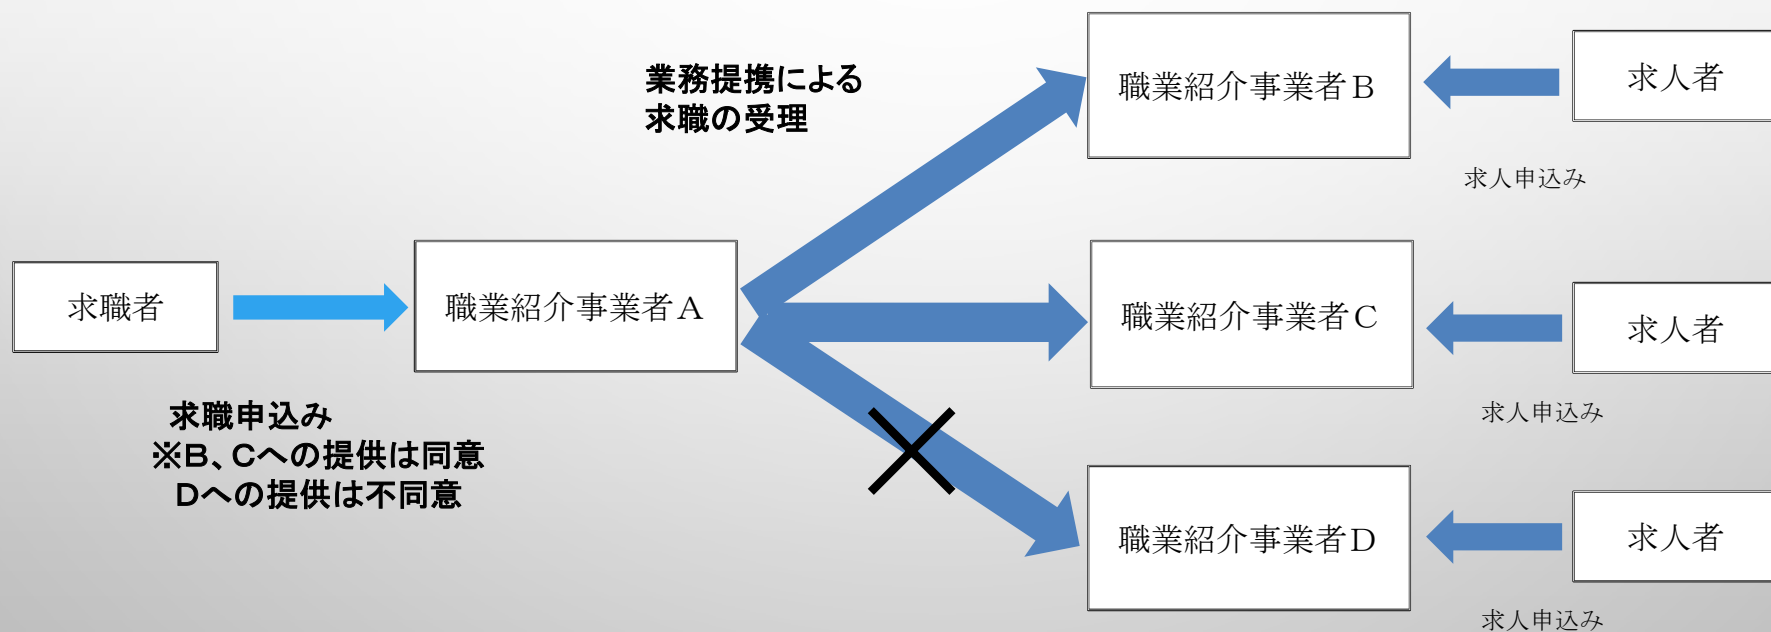 業務提携による
求職の受理
職業紹介事業者B
求人者
求人申込み
求職者
職業紹介事業者A
職業紹介事業者C
求人者
求人申込み
求職申込み
※B、Cへの提供は同意
Dへの提供は不同意
職業紹介事業者D
求人者
求人申込み